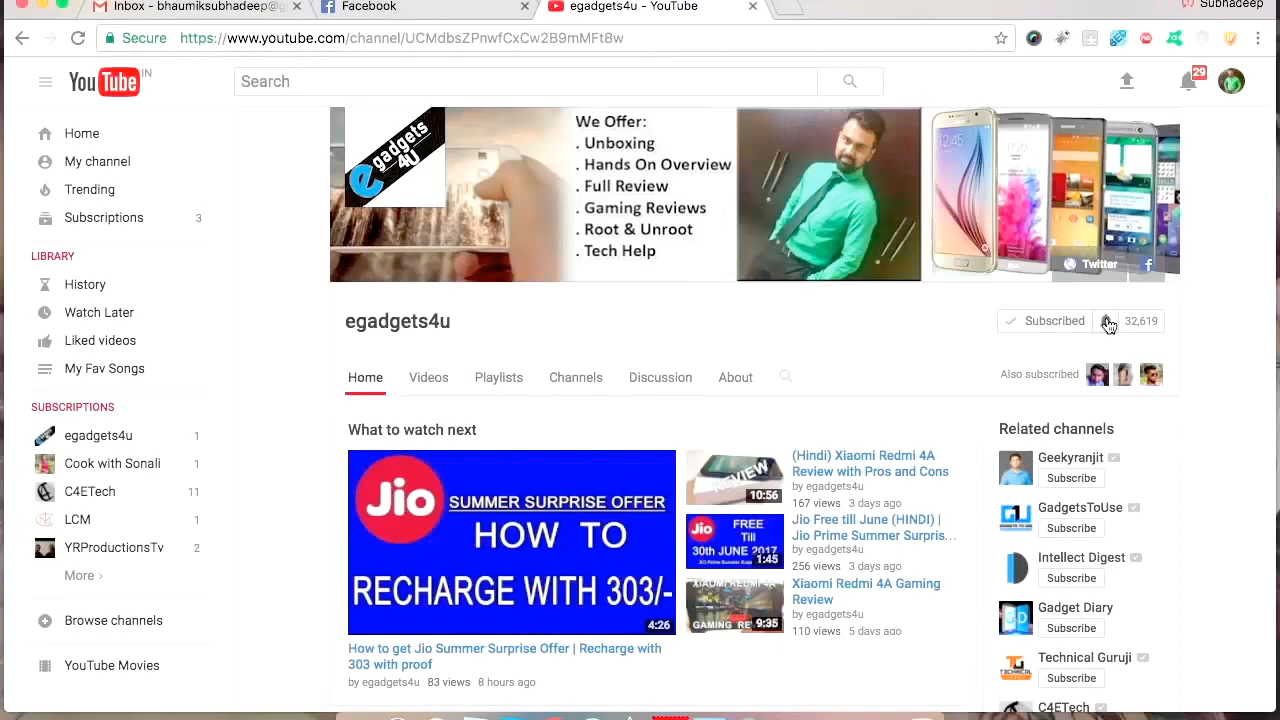 Inbox - bhaumiksubhadeep@g
Facebook
egadgets4u - YouTube
Subhadeep
Secure https://www.youtube.com/channel/UCMdbsZPnwfCxCw2B9mMFt8w
YouTube IN
Search
29
Home
My channel
Trending
Subscriptions 3
LIBRARY
History
Watch Later
Liked videos
My Fav Songs
SUBSCRIPTIONS
egadgets4u 1
Cook with Sonali 1
C4ETech 11
LCM 1
YRProductionsTv 2
More ›
Browse channels
YouTube Movies
egadgets 4U
We Offer:
. Unboxing
. Hands On Overview
. Full Review
. Gaming Reviews
. Root & Unroot
. Tech Help
12:45
Twitter
egadgets4u
Subscribed 32,619
Home Videos Playlists Channels Discussion About
Also subscribed
What to watch next
Jio
SUMMER SURPRISE OFFER
HOW TO
RECHARGE WITH 303/-
4:26
How to get Jio Summer Surprise Offer | Recharge with
303 with proof
by egadgets4u 83 views 8 hours ago
REVIEW
10:56
(Hindi) Xiaomi Redmi 4A
Review with Pros and Cons
by egadgets4u
167 views 3 days ago
Jio
FREE
Till
30th JUNE 2017
1:45
Jio Free till June (HINDI) |
Jio Prime Summer Surpris...
by egadgets4u
256 views 3 days ago
XIAOMI REDMI 4A
GAMING RE
9:35
Xiaomi Redmi 4A Gaming
Review
by egadgets4u
110 views 5 days ago
Related channels
Geekyranjit
Subscribe
GadgetsToUse
Subscribe
Intellect Digest
Subscribe
Gadget Diary
Subscribe
Technical Guruji
Subscribe
C4ETech